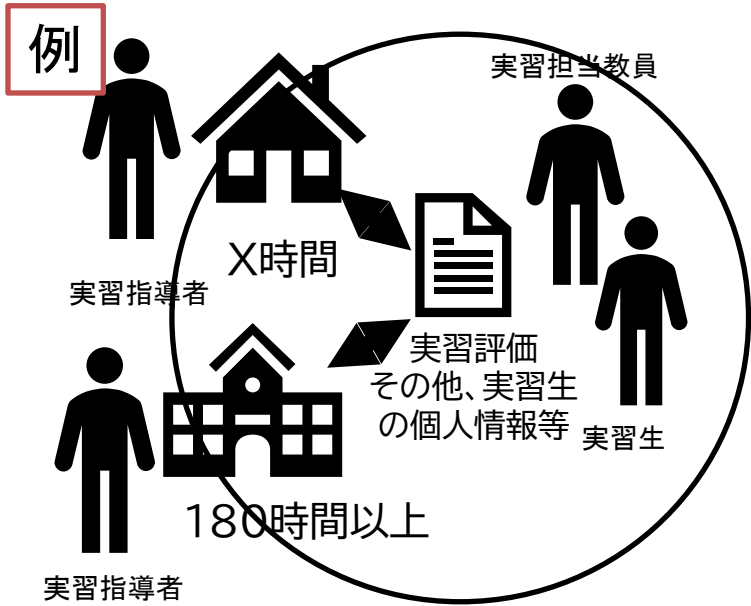 例
実習担当教員
X時間
実習指導者
実習評価
その他、実習生
の個人情報等
実習生
180時間以上
実習指導者